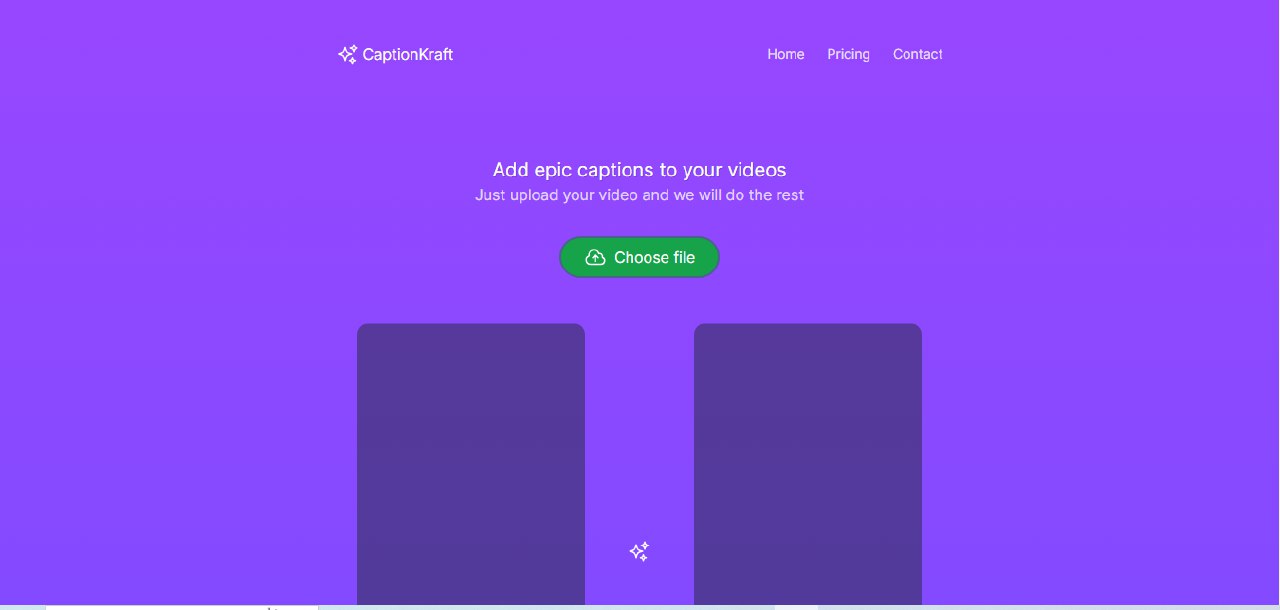 CaptionKraft
Home Pricing Contact
Add epic captions to your videos
Just upload your video and we will do the rest
Choose file